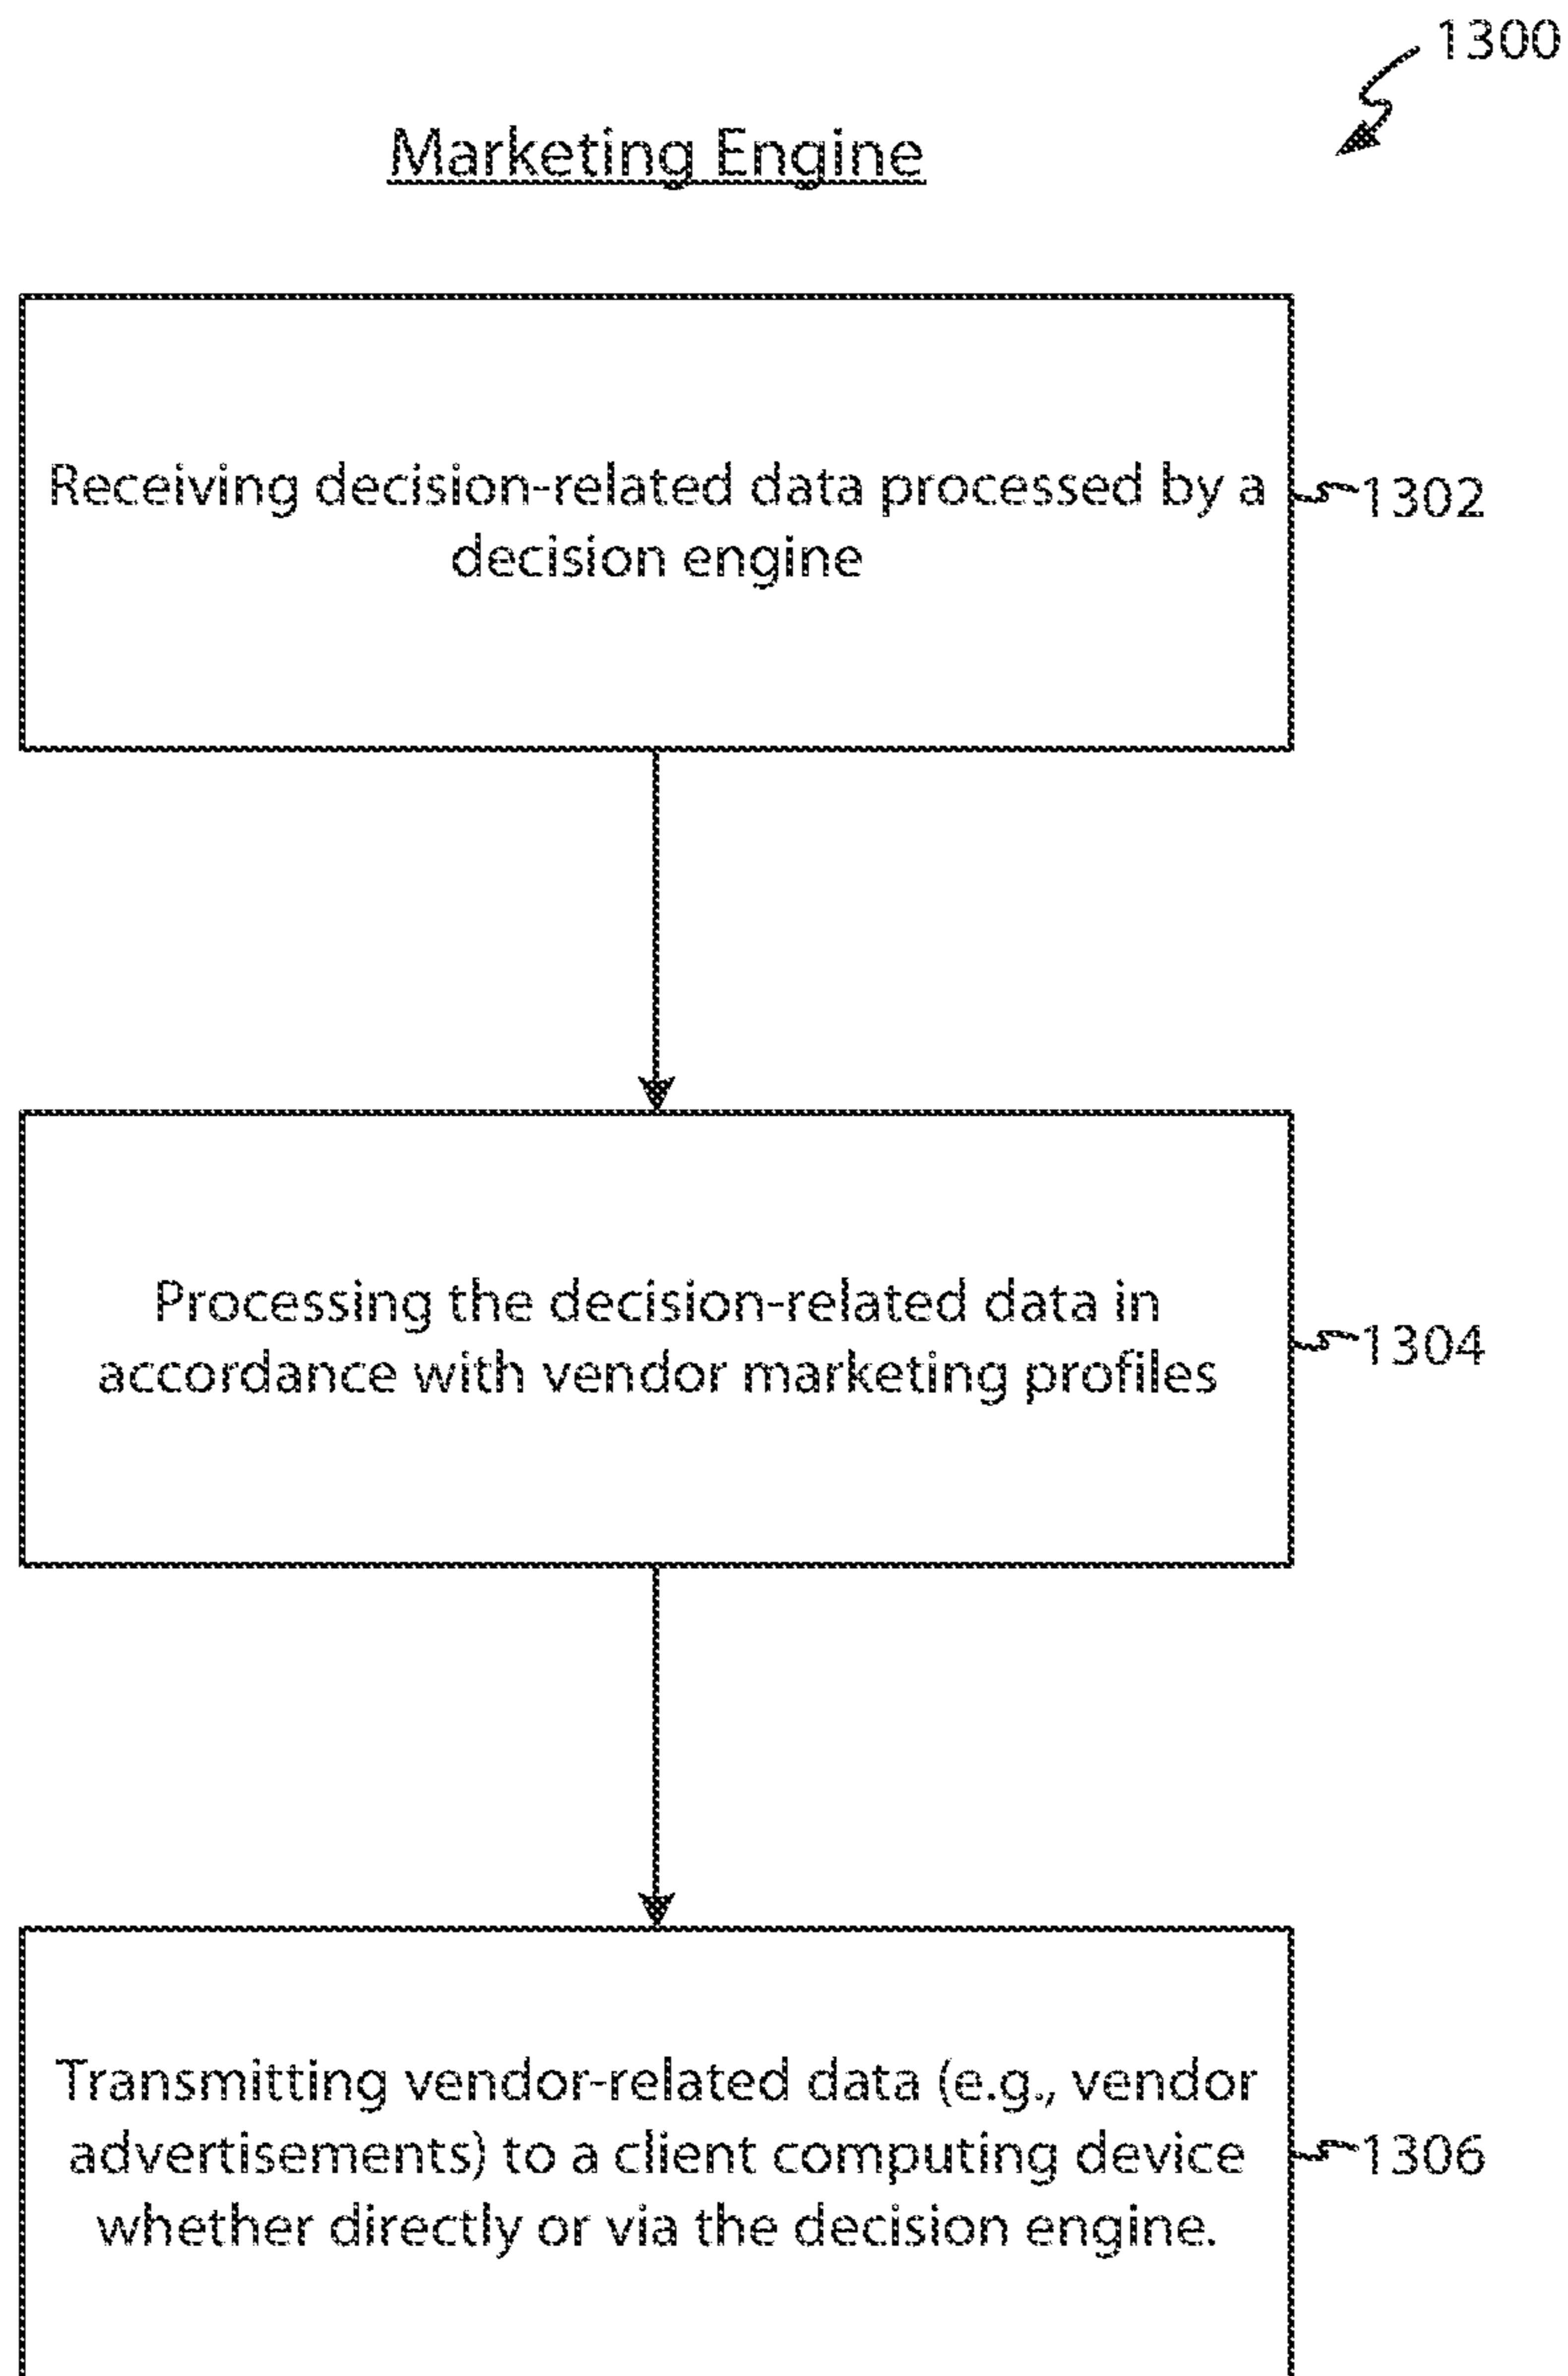 1300
Marketing Engine
Receiving decision-related data processed by a
decision engine
1302
Processing the decision-related data in
accordance with vendor marketing profiles
1304
Transmitting vendor-related data (e.g., vendor
advertisements) to a client computing device
whether directly or via the decision engine.
1306